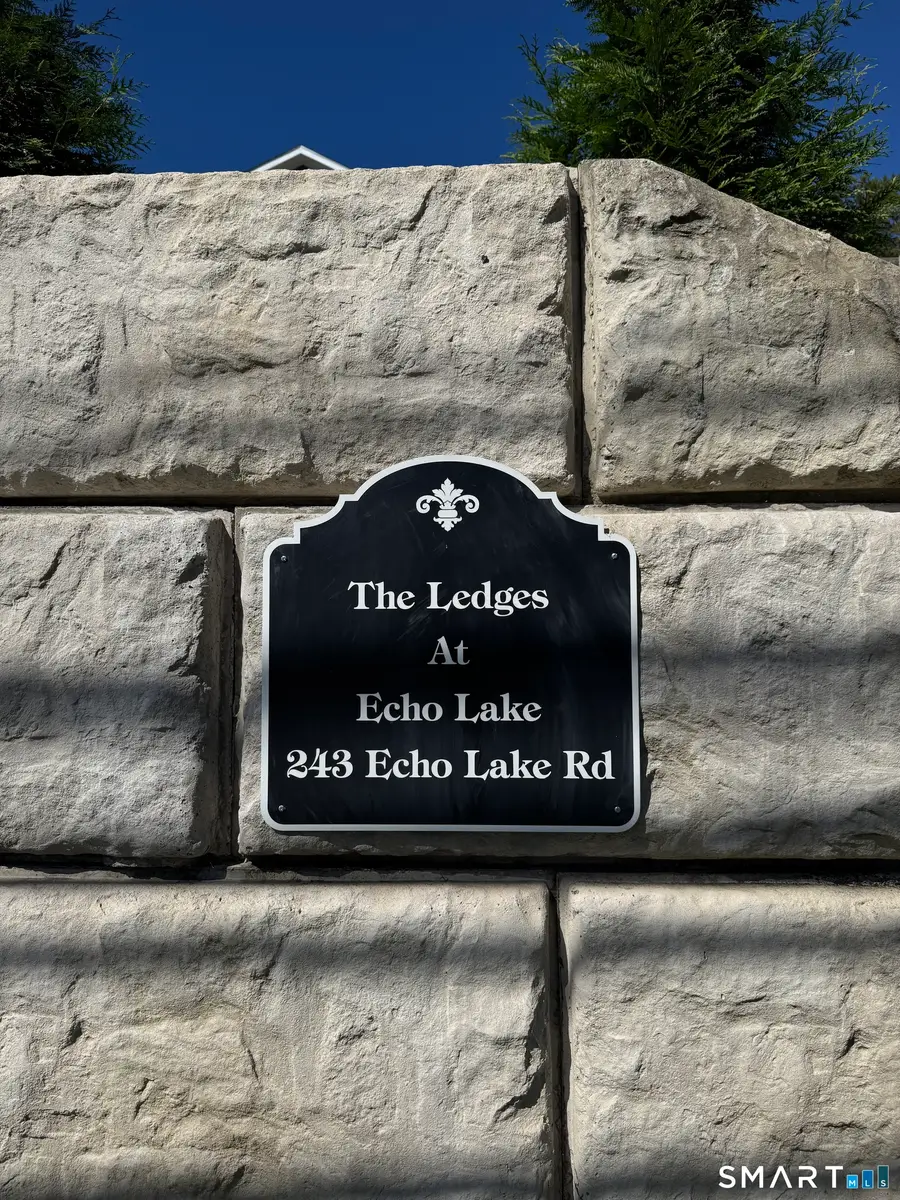 The Ledges
At
Echo Lake
243 Echo Lake Rd
SMART MLS